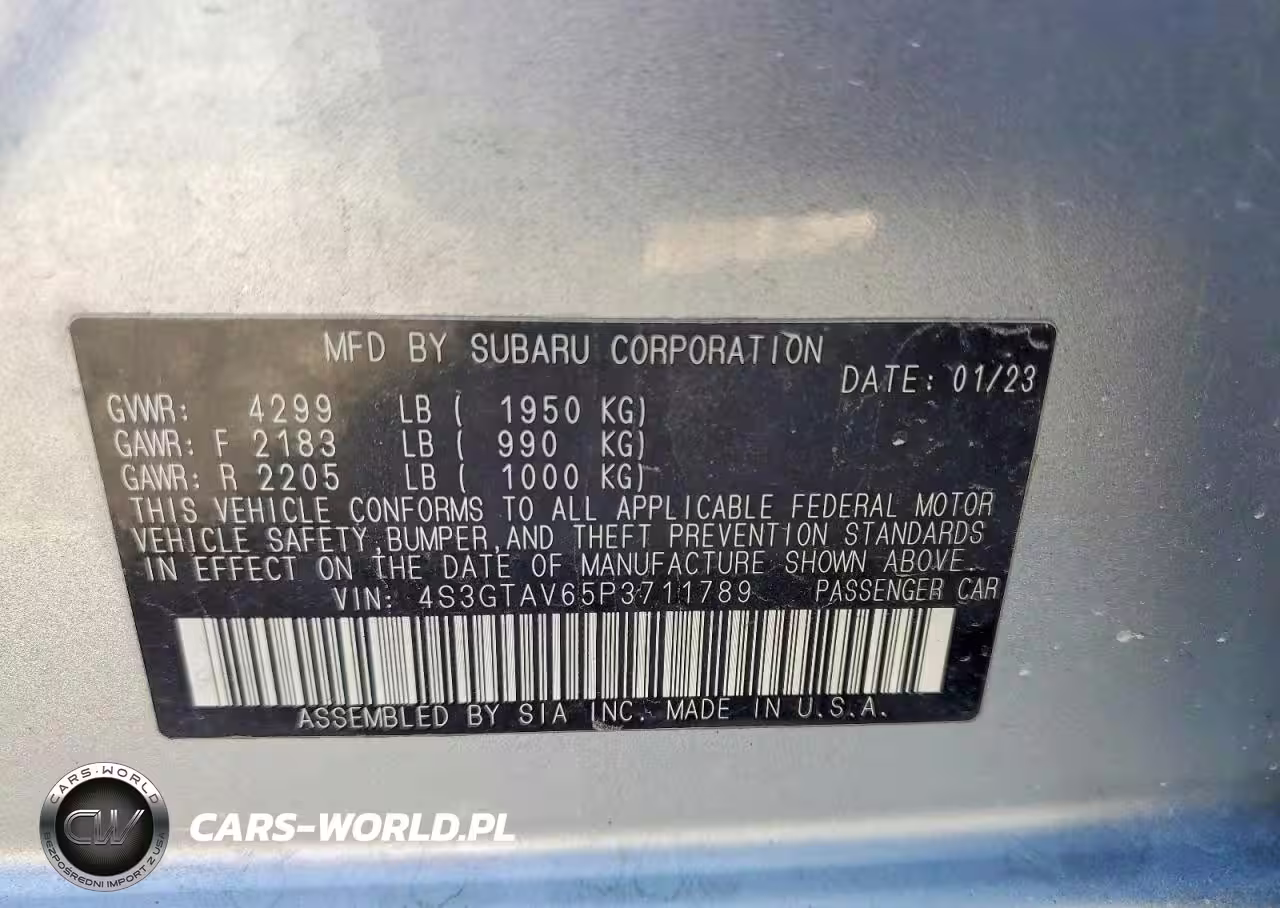 MFD BY SUBARU CORPORATION
DATE: 01/23
GVWR: 4299 LB ( 1950 KG)
GAWR: F 2183 LB ( 990 KG)
GAWR: R 2205 LB ( 1000 KG)
THIS VEHICLE CONFORMS TO ALL APPLICABLE FEDERAL MOTOR
VEHICLE SAFETY, BUMPER, AND THEFT PREVENTION STANDARDS
IN EFFECT ON THE DATE OF MANUFACTURE SHOWN ABOVE.
VIN: 4S3GTAV65P3711789 PASSENGER CAR
ASSEMBLED BY SIA INC. MADE IN U.S.A.
CARS-WORLD
CW
BEZPOŚREDNI IMPORT Z USA
CARS-WORLD.PL